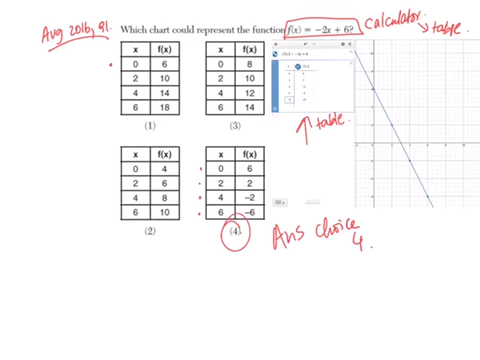 Aug 2016, q1.
Which chart could represent the function f(x) = −2x + 6?
calculator
table
x f(x)
0 6
2 10
4 14
6 18
(1)
x f(x)
0 8
2 10
4 12
6 14
(3)
table.
x f(x)
0 4
2 6
4 8
6 10
(2)
x f(x)
0 6
2 2
4 −2
6 −6
(4)
Ans choice
4.